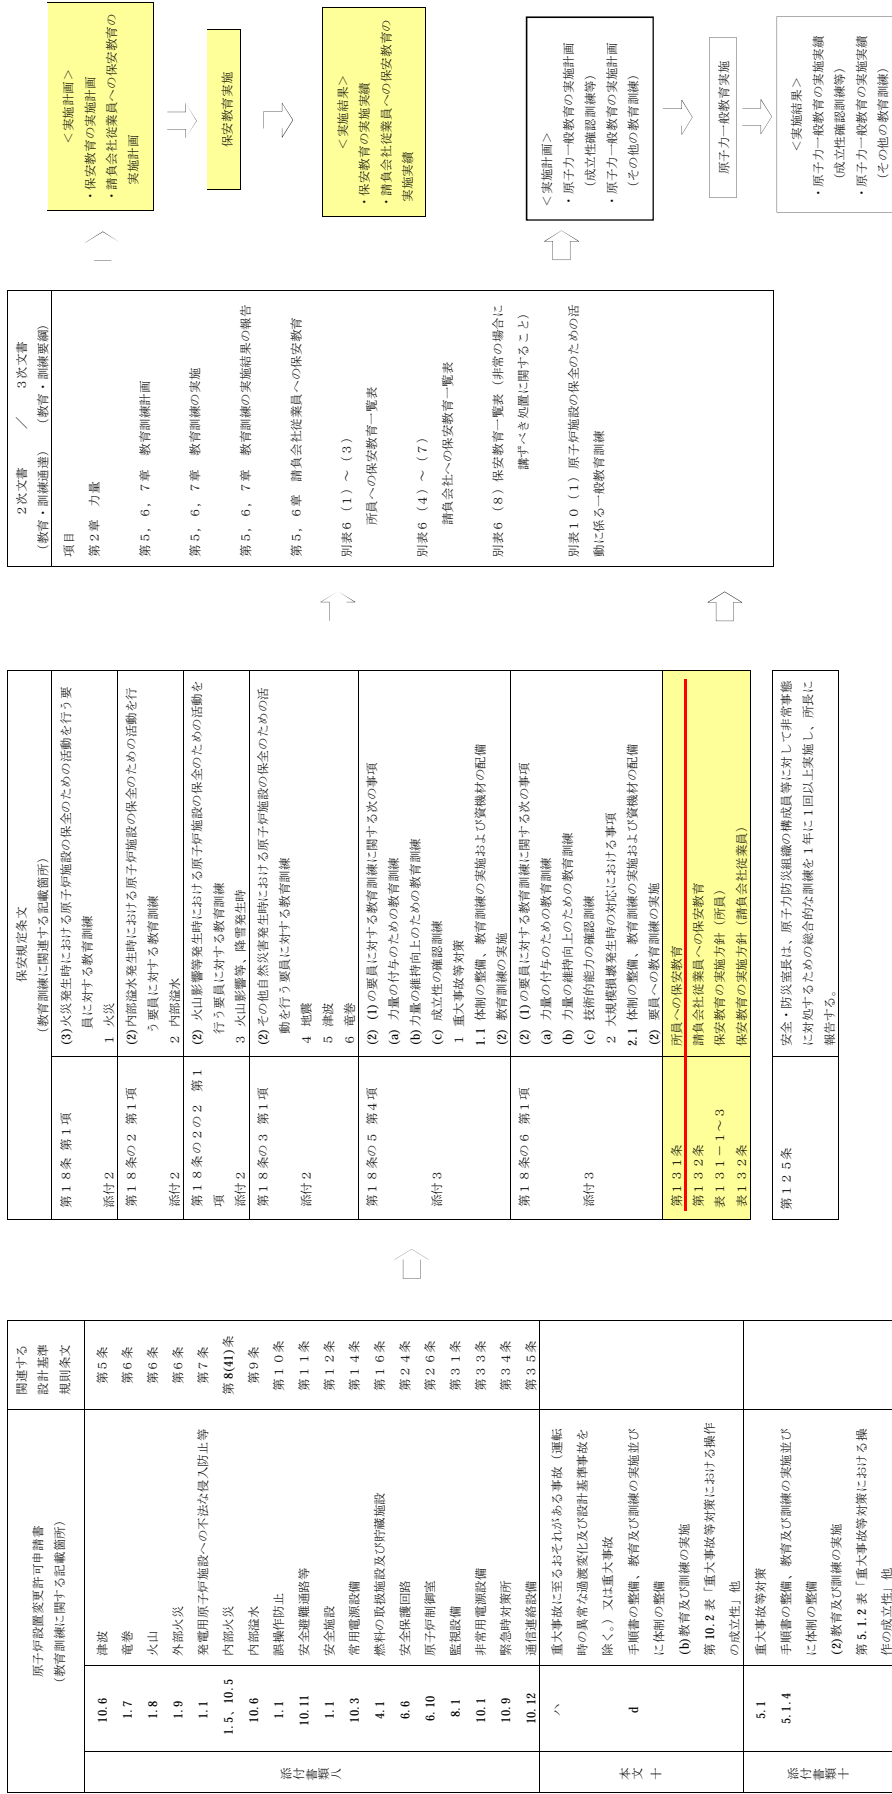 原子炉設置変更許可申請書
（教育訓練に関する記載箇所）
関連する
設計基準
規則条文
添付書類八
10.6 津波 第５条
1.7 竜巻 第６条
1.8 火山 第６条
1.9 外部火災 第６条
1.1 発電用原子炉施設への不法な侵入防止等 第７条
1.5、10.5 内部火災 第8(41)条
10.6 内部溢水 第９条
1.1 誤操作防止 第１０条
10.11 安全避難通路等 第１１条
1.1 安全施設 第１２条
10.3 常用電源設備 第１４条
4.1 燃料の取扱施設及び貯蔵施設 第１６条
6.6 安全保護回路 第２４条
6.10 原子炉制御室 第２６条
8.1 監視設備 第３１条
10.1 非常用電源設備 第３３条
10.9 緊急時対策所 第３４条
10.12 通信連絡設備 第３５条
本文十
ハ 重大事故に至るおそれがある事故（運転
時の異常な過渡変化及び設計基準事故を
除く。）又は重大事故
d 手順書の整備、教育及び訓練の実施並び
に体制の整備
(b)教育及び訓練の実施
第10.2 表「重大事故等対策における操作
の成立性」他
添付書類十
5.1 重大事故等対策
5.1.4 手順書の整備、教育及び訓練の実施並び
に体制の整備
(2)教育及び訓練の実施
第5.1.2 表「重大事故等対策における操
作の成立性」他
保安規定条文
（教育訓練に関連する記載箇所）
第１８条 第１項 (3)火災発生時における原子炉施設の保全のための活動を行う要
員に対する教育訓練
添付２ １ 火災
第１８条の２ 第１項 (2)内部溢水発生時における原子炉施設の保全のための活動を行
う要員に対する教育訓練
添付２ ２ 内部溢水
第１８条の２の２ 第１ (2) 火山影響等発生時における原子炉施設の保全のための活動を
項 行う要員に対する教育訓練
添付２ ３ 火山影響等、降雪発生時
第１８条の３ 第１項 (2)その他自然災害発生時における原子炉施設の保全のための活
動を行う要員に対する教育訓練
添付２ ４ 地震
５ 津波
６ 竜巻
第１８条の５ 第４項 (2) (1)の要員に対する教育訓練に関する次の事項
(a) 力量の付与のための教育訓練
(b)力量の維持向上のための教育訓練
(c) 成立性の確認訓練
添付３ １ 重大事故等対策
1.1 体制の整備、教育訓練の実施および資機材の配備
(2) 教育訓練の実施
第１８条の６ 第１項 (2) (1)の要員に対する教育訓練に関する次の事項
(a) 力量の付与のための教育訓練
(b) 力量の維持向上のための教育訓練
(c) 技術的能力の確認訓練
添付３ ２ 大規模損壊発生時の対応における事項
2.1 体制の整備、教育訓練の実施および資機材の配備
(2) 要員への教育訓練の実施
第１３１条 所員への保安教育
第１３２条 請負会社従業員への保安教育
表１３１－１～３ 保安教育の実施方針（所員）
表１３２条 保安教育の実施方針（請負会社従業員）
第１２５条 安全・防災室長は、原子力防災組織の構成員等に対して非常事態
に対処するための総合的な訓練を１年に１回以上実施し、所長に
報告する。
２次文書 ／ ３次文書
（教育・訓練通達） （教育・訓練要綱）
項目
第２章 力量
第５，６，７章 教育訓練計画
第５，６，７章 教育訓練の実施
第５，６，７章 教育訓練の実施結果の報告
第５，６章 請負会社従業員への保安教育
別表６（１）～（３）
所員への保安教育一覧表
別表６（４）～（７）
請負会社への保安教育一覧表
別表６（８）保安教育一覧表（非常の場合に
講ずべき処置に関すること）
別表１０（１）原子炉施設の保全のための活
動に係る一般教育訓練
＜実施計画＞
・保安教育の実施計画
・請負会社従業員への保安教育の
実施計画
保安教育実施
＜実施結果＞
・保安教育の実施実績
・請負会社従業員への保安教育の
実施実績
＜実施計画＞
・原子力一般教育の実施計画
（成立性確認訓練等）
・原子力一般教育の実施計画
（その他の教育訓練）
原子力一般教育実施
＜実施結果＞
・原子力一般教育の実施実績
（成立性確認訓練等）
・原子力一般教育の実施実績
（その他の教育訓練）